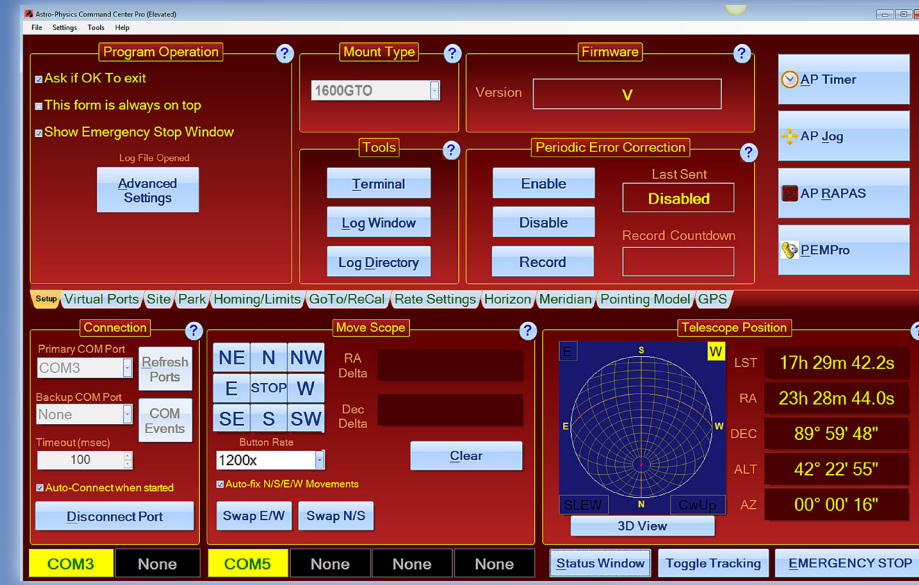 Astro-Physics Command Center Pro (Elevated)
File Settings Tools Help
Program Operation ?
Ask if OK To exit
This form is always on top
Show Emergency Stop Window
Log File Opened
Advanced
Settings
Mount Type ?
1600GTO
Tools ?
Terminal
Log Window
Log Directory
Firmware ?
Version V
Periodic Error Correction ?
Enable
Disable
Record
Last Sent
Disabled
Record Countdown
AP Timer
AP Jog
AP RAPAS
PEMPro
Setup Virtual Ports Site Park Homing/Limits GoTo/ReCal Rate Settings Horizon Meridian Pointing Model GPS
Connection ?
Primary COM Port
COM3
Refresh
Ports
Backup COM Port
None
COM
Events
Timeout (msec)
100
Auto-Connect when started
Disconnect Port
Move Scope ?
NE N NW
E STOP W
SE S SW
RA
Delta
Dec
Delta
Button Rate
1200x
Clear
Auto-fix N/S/E/W Movements
Swap E/W Swap N/S
Telescope Position ?
E S W
E W
SLEW N CwUp
3D View
LST 17h 29m 42.2s
RA 23h 28m 44.0s
DEC 89° 59' 48"
ALT 42° 22' 55"
AZ 00° 00' 16"
COM3 None COM5 None None None Status Window Toggle Tracking EMERGENCY STOP